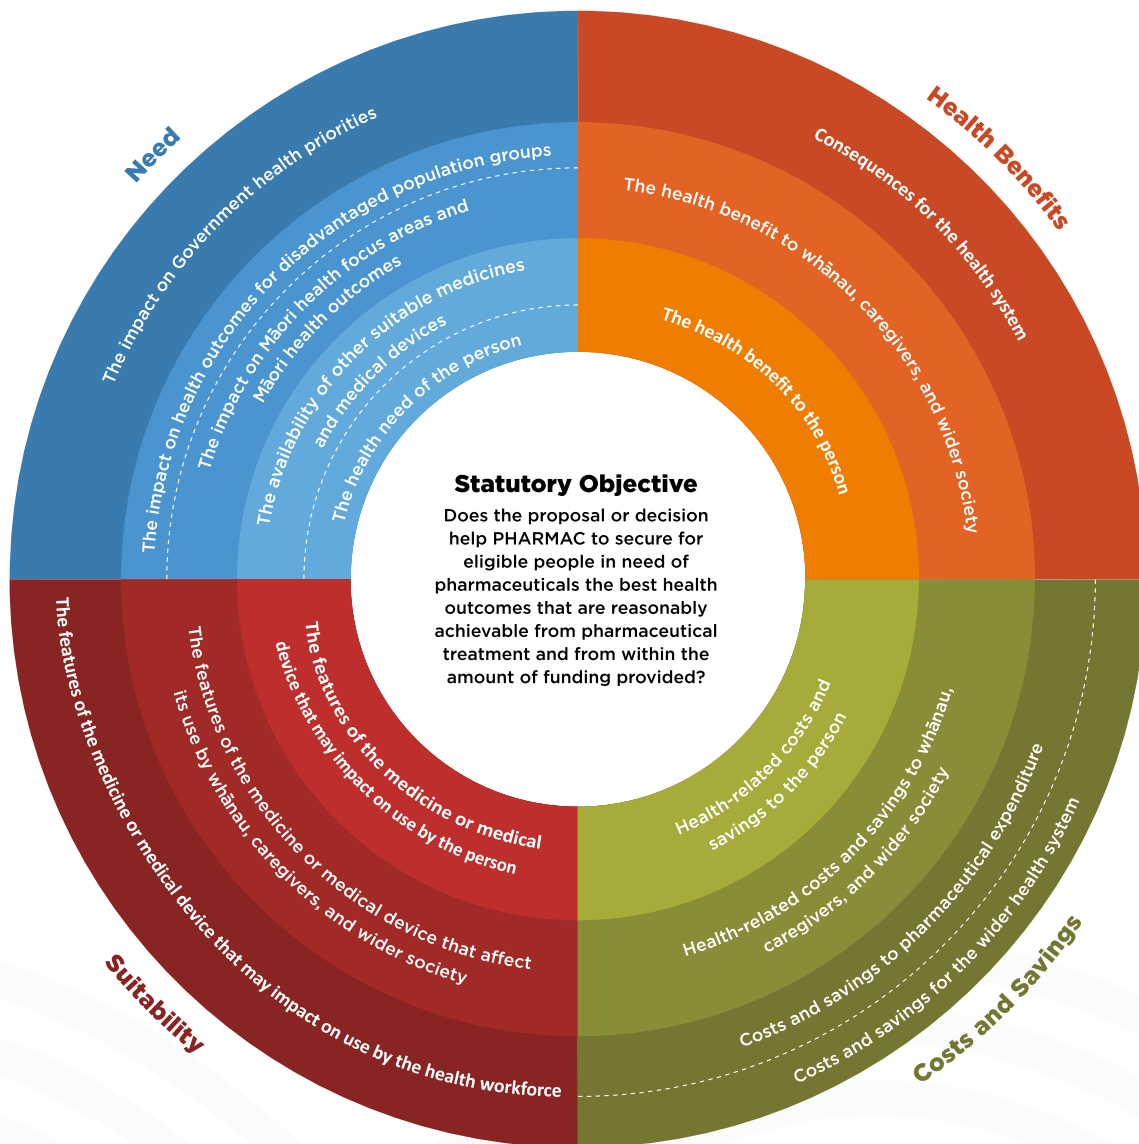 Need
The impact on Government health priorities
The impact on health outcomes for disadvantaged population groups
The impact on Māori health focus areas and
Māori health outcomes
The availability of other suitable medicines
and medical devices
The health need of the person
Health Benefits
Consequences for the health system
The health benefit to whānau, caregivers, and wider society
The health benefit to the person
Statutory Objective
Does the proposal or decision
help PHARMAC to secure for
eligible people in need of
pharmaceuticals the best health
outcomes that are reasonably
achievable from pharmaceutical
treatment and from within the
amount of funding provided?
The features of the medicine or medical
device that may impact on use by the person
The features of the medicine or medical device that affect
its use by whānau, caregivers, and wider society
The features of the medicine or medical device that may impact on use by the health workforce
Suitability
Health-related costs and
savings to the person
Health-related costs and savings to whānau,
caregivers, and wider society
Costs and savings to pharmaceutical expenditure
Costs and savings for the wider health system
Costs and Savings